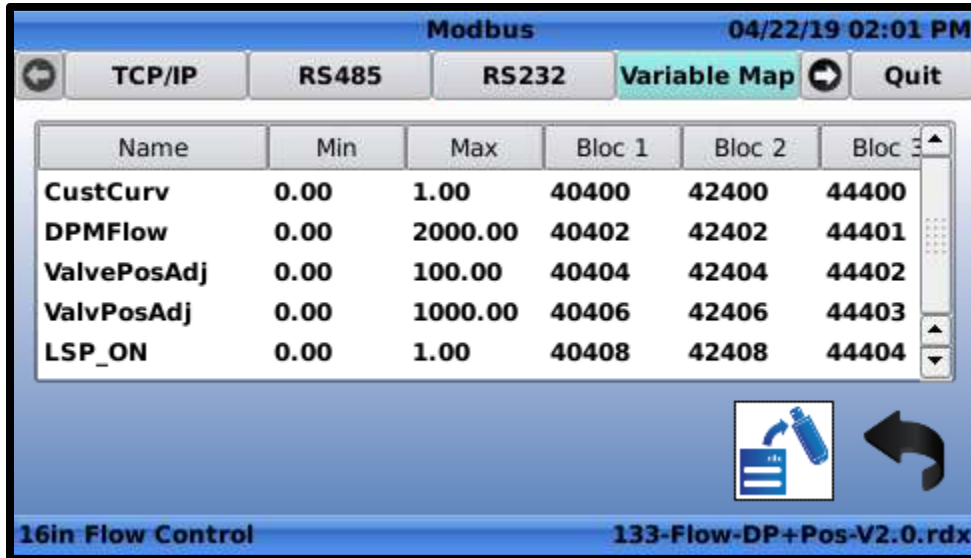 Modbus 04/22/19 02:01 PM
TCP/IP RS485 RS232 Variable Map Quit
Name Min Max Bloc 1 Bloc 2 Bloc 3
CustCurv 0.00 1.00 40400 42400 44400
DPMFlow 0.00 2000.00 40402 42402 44401
ValvePosAdj 0.00 100.00 40404 42404 44402
ValvPosAdj 0.00 1000.00 40406 42406 44403
LSP_ON 0.00 1.00 40408 42408 44404
16in Flow Control 133-Flow-DP+Pos-V2.0.rdx